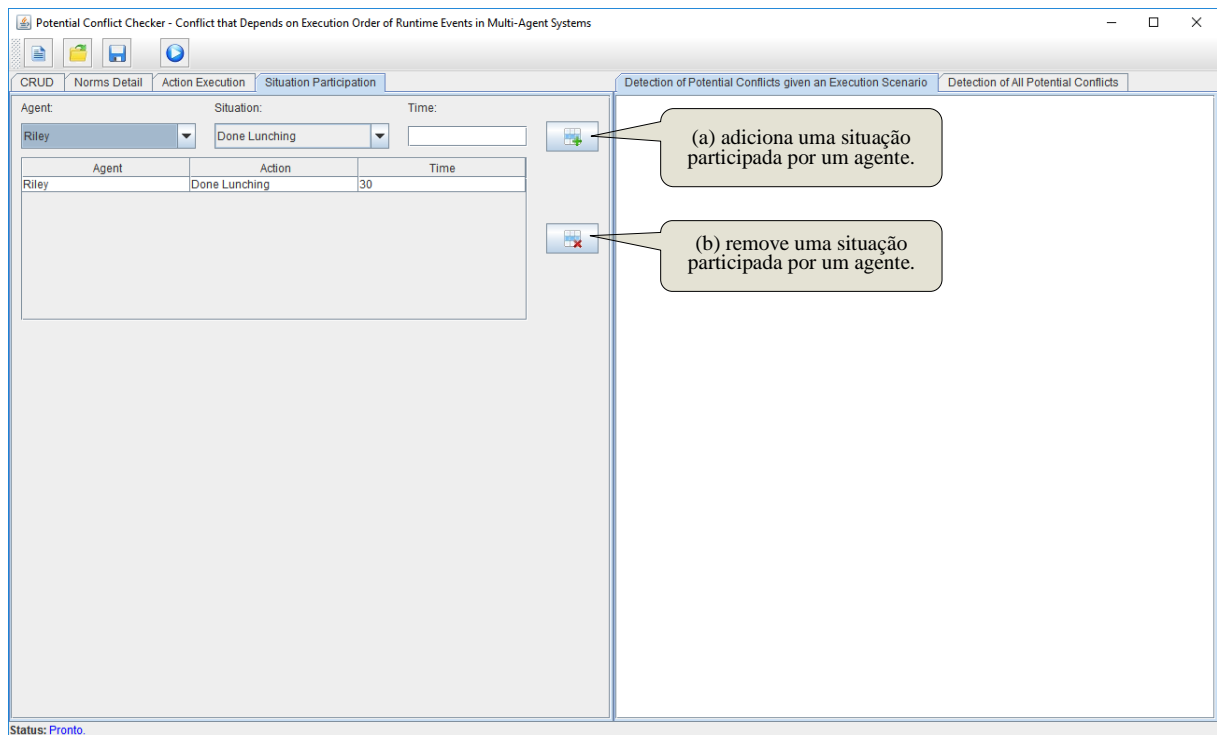 Potential Conflict Checker - Conflict that Depends on Execution Order of Runtime Events in Multi-Agent Systems
CRUD Norms Detail Action Execution Situation Participation
Agent: Situation: Time:
Riley Done Lunching
Agent Action Time
Riley Done Lunching 30
Detection of Potential Conflicts given an Execution Scenario Detection of All Potential Conflicts
(a) adiciona uma situação
participada por um agente.
(b) remove uma situação
participada por um agente.
Status: Pronto.